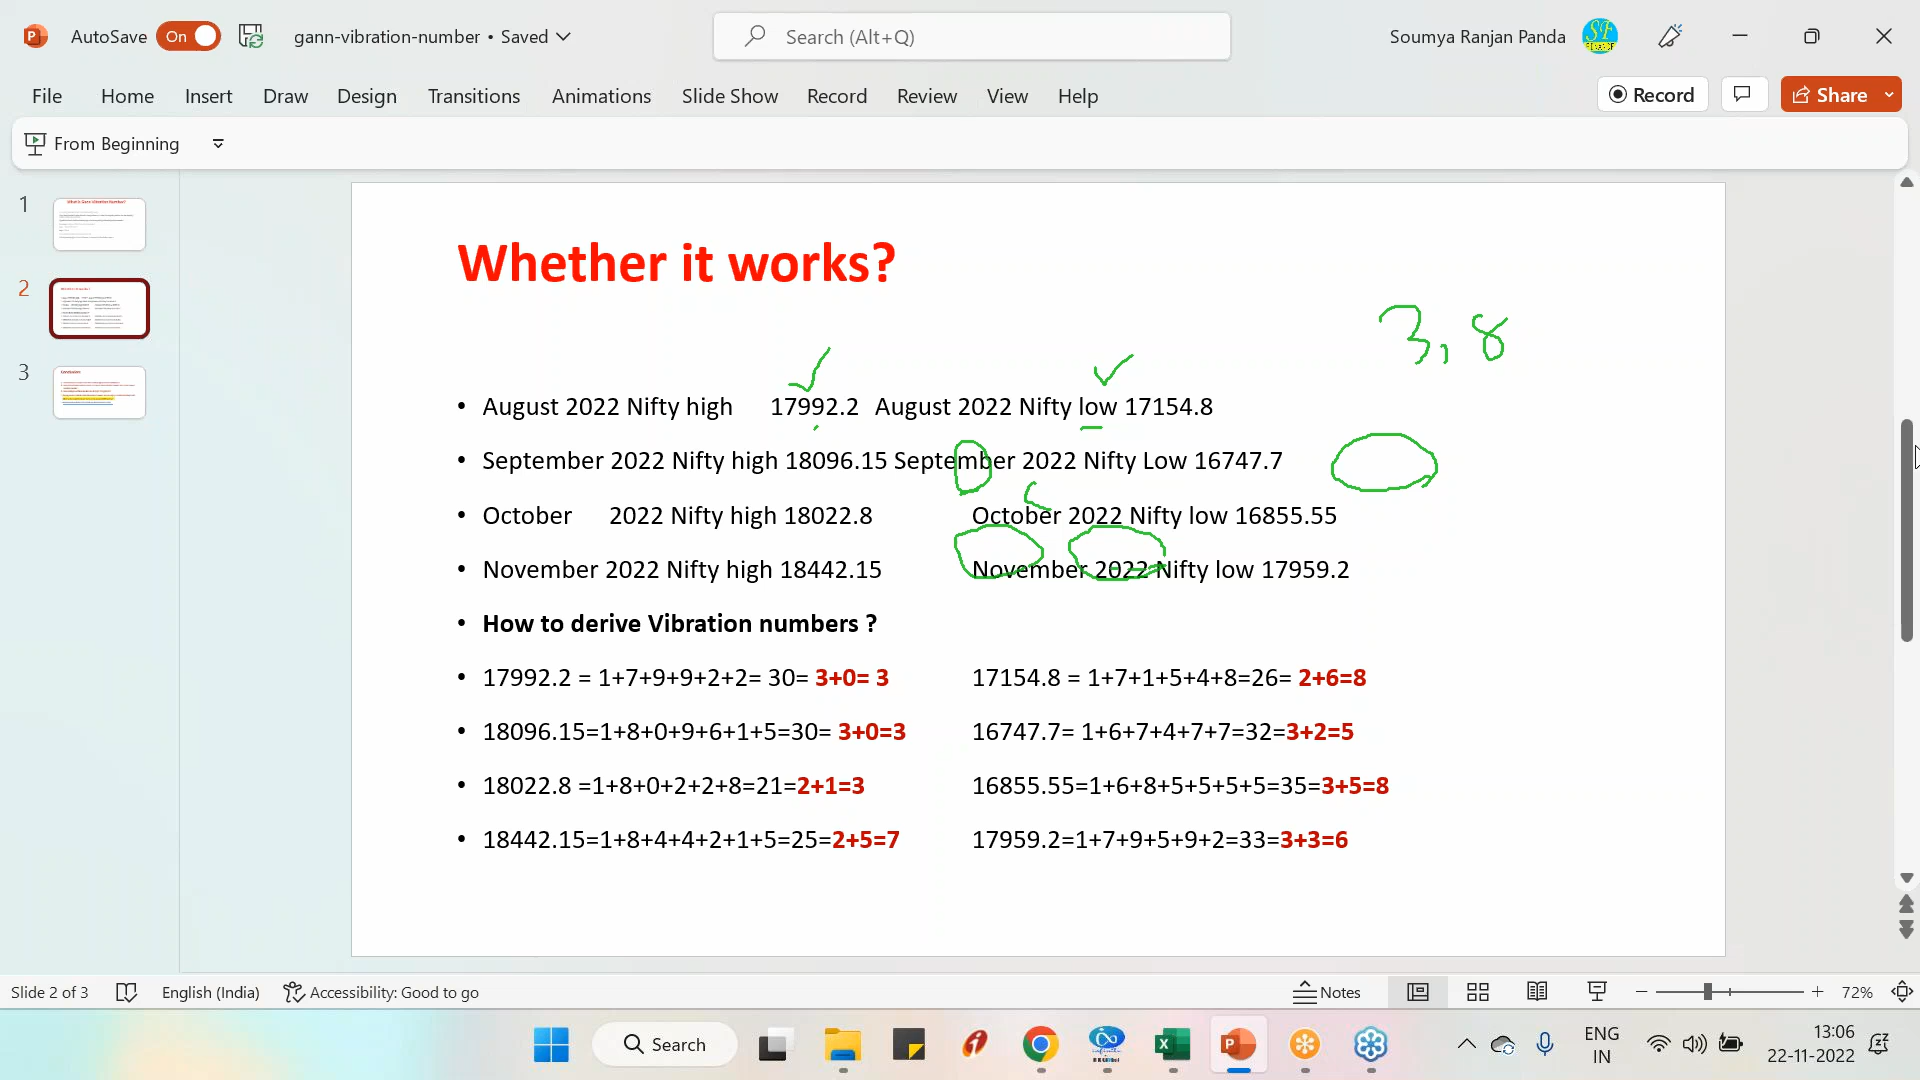 AutoSave On gann-vibration-number • Saved Search (Alt+Q) Soumya Ranjan Panda SF
File Home Insert Draw Design Transitions Animations Slide Show Record Review View Help Record Share
From Beginning
1
2
3
Whether it works?
3, 8
• August 2022 Nifty high 17992.2 August 2022 Nifty low 17154.8
• September 2022 Nifty high 18096.15 September 2022 Nifty Low 16747.7
• October 2022 Nifty high 18022.8 October 2022 Nifty low 16855.55
• November 2022 Nifty high 18442.15 November 2022 Nifty low 17959.2
• How to derive Vibration numbers ?
• 17992.2 = 1+7+9+9+2+2= 30= 3+0= 3 17154.8 = 1+7+1+5+4+8=26= 2+6=8
• 18096.15=1+8+0+9+6+1+5=30= 3+0=3 16747.7= 1+6+7+4+7+7=32=3+2=5
• 18022.8 =1+8+0+2+2+8=21=2+1=3 16855.55=1+6+8+5+5+5+5=35=3+5=8
• 18442.15=1+8+4+4+2+1+5=25=2+5=7 17959.2=1+7+9+5+9+2=33=3+3=6
Slide 2 of 3 English (India) Accessibility: Good to go Notes 72%
Search ENG IN 13:06 22-11-2022